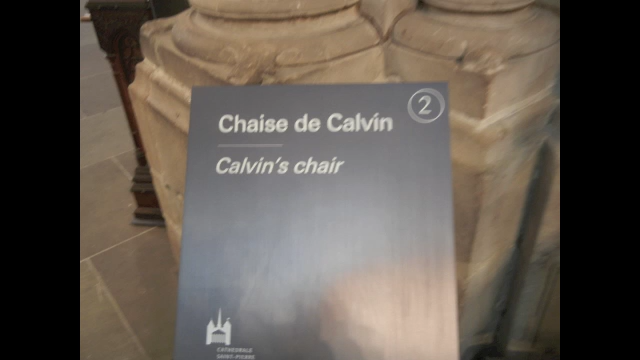 2
Chaise de Calvin
Calvin's chair
CATHÉDRALE
SAINT-PIERRE